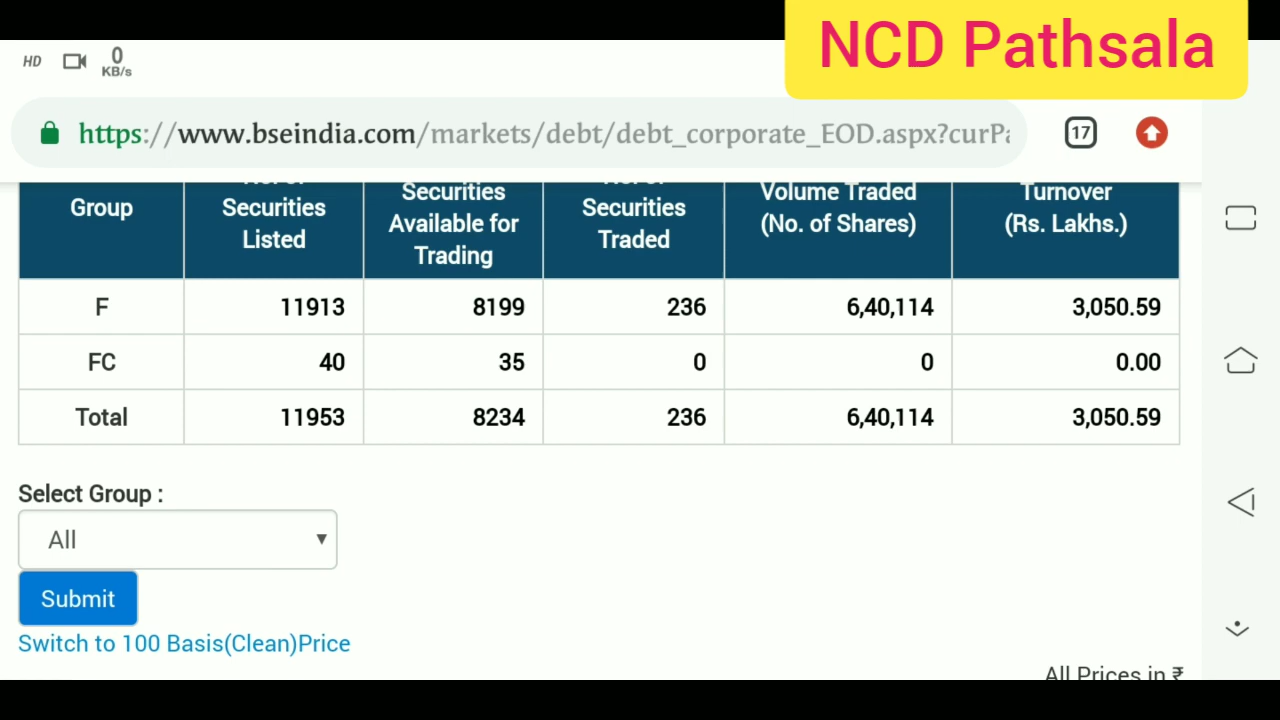 NCD Pathsala
HD
0
KB/s
https://www.bseindia.com/markets/debt/debt_corporate_EOD.aspx?curPa
17
Group
Securities
Listed
Securities
Available for
Trading
Securities
Traded
Volume Traded
(No. of Shares)
Turnover
(Rs. Lakhs.)
F 11913 8199 236 6,40,114 3,050.59
FC 40 35 0 0 0.00
Total 11953 8234 236 6,40,114 3,050.59
Select Group :
All
Submit
Switch to 100 Basis(Clean)Price
All Prices in ₹